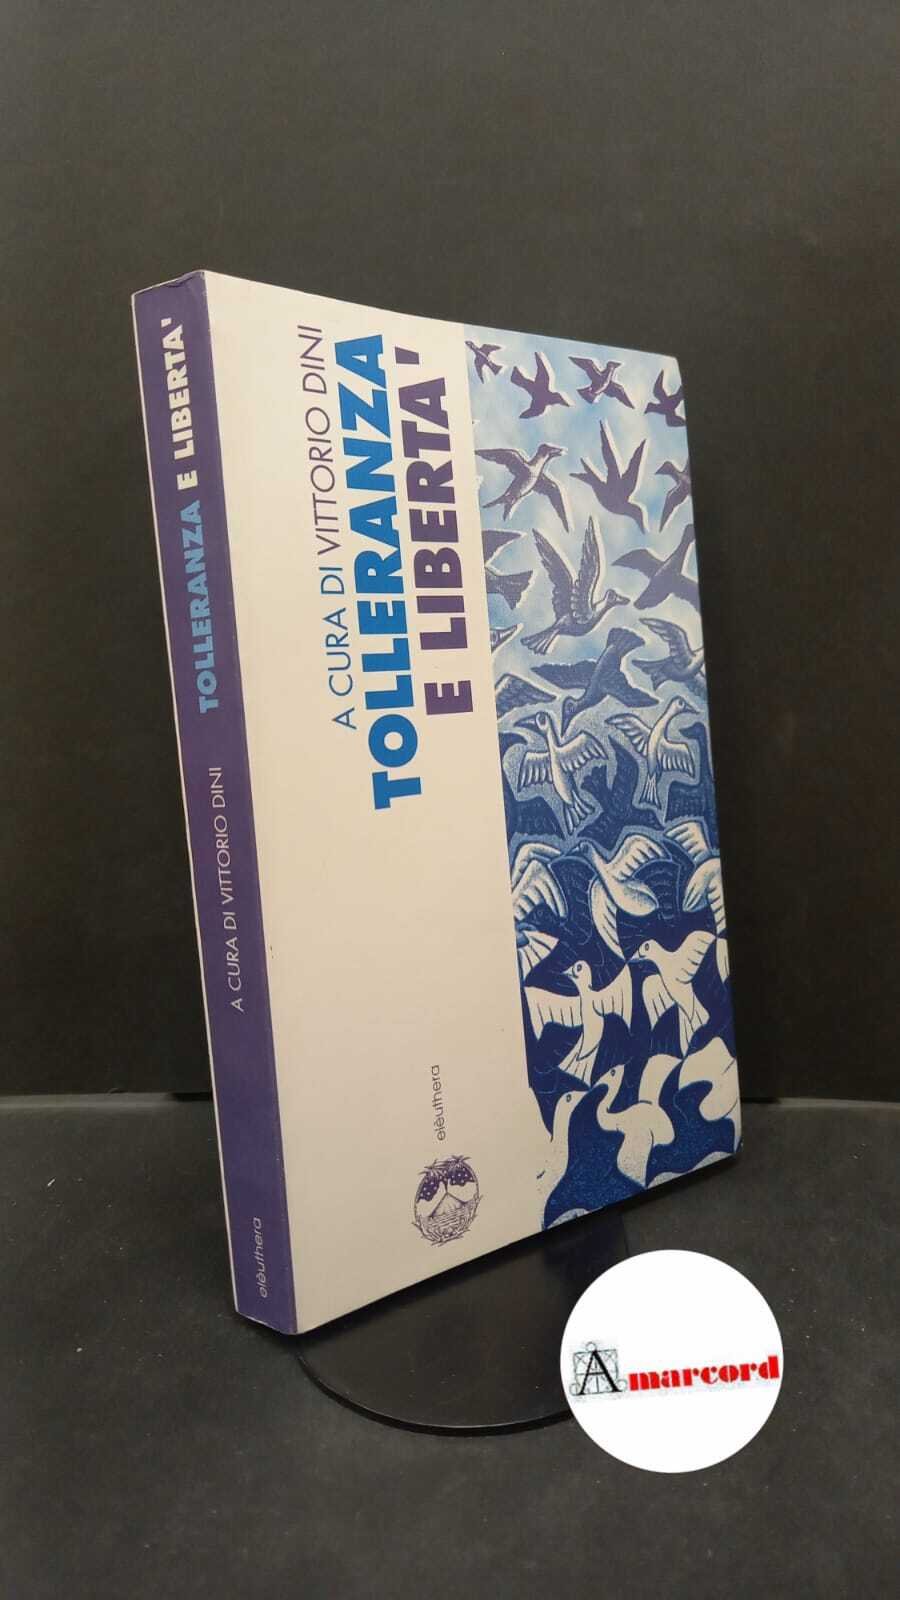 TOLLERANZA E LIBERTA'
A CURA DI VITTORIO DINI
elèuthera
A CURA DI VITTORIO DINI
TOLLERANZA
E LIBERTA'
elèuthera
Amarcord